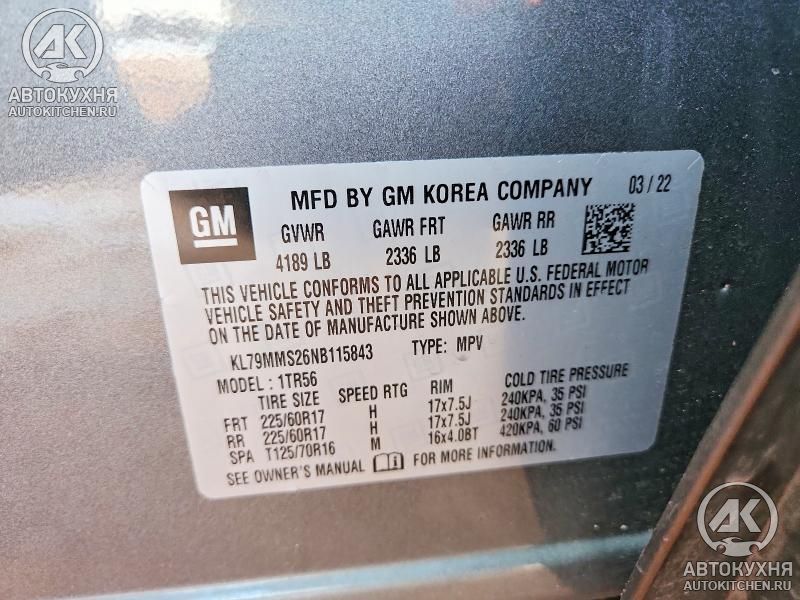 АК
АВТОКУХНЯ
AUTOKITCHEN.RU
GM
MFD BY GM KOREA COMPANY 03 / 22
GVWR GAWR FRT GAWR RR
4189 LB 2336 LB 2336 LB
THIS VEHICLE CONFORMS TO ALL APPLICABLE U.S. FEDERAL MOTOR
VEHICLE SAFETY AND THEFT PREVENTION STANDARDS IN EFFECT
ON THE DATE OF MANUFACTURE SHOWN ABOVE.
KL79MMS26NB115843 TYPE: MPV
MODEL : 1TR56
TIRE SIZE SPEED RTG RIM COLD TIRE PRESSURE
FRT 225/60R17 H 17x7.5J 240KPA, 35 PSI
RR 225/60R17 H 17x7.5J 240KPA, 35 PSI
SPA T125/70R16 M 16x4.0BT 420KPA, 60 PSI
SEE OWNER'S MANUAL FOR MORE INFORMATION.
АК
АВТОКУХНЯ
AUTOKITCHEN.RU